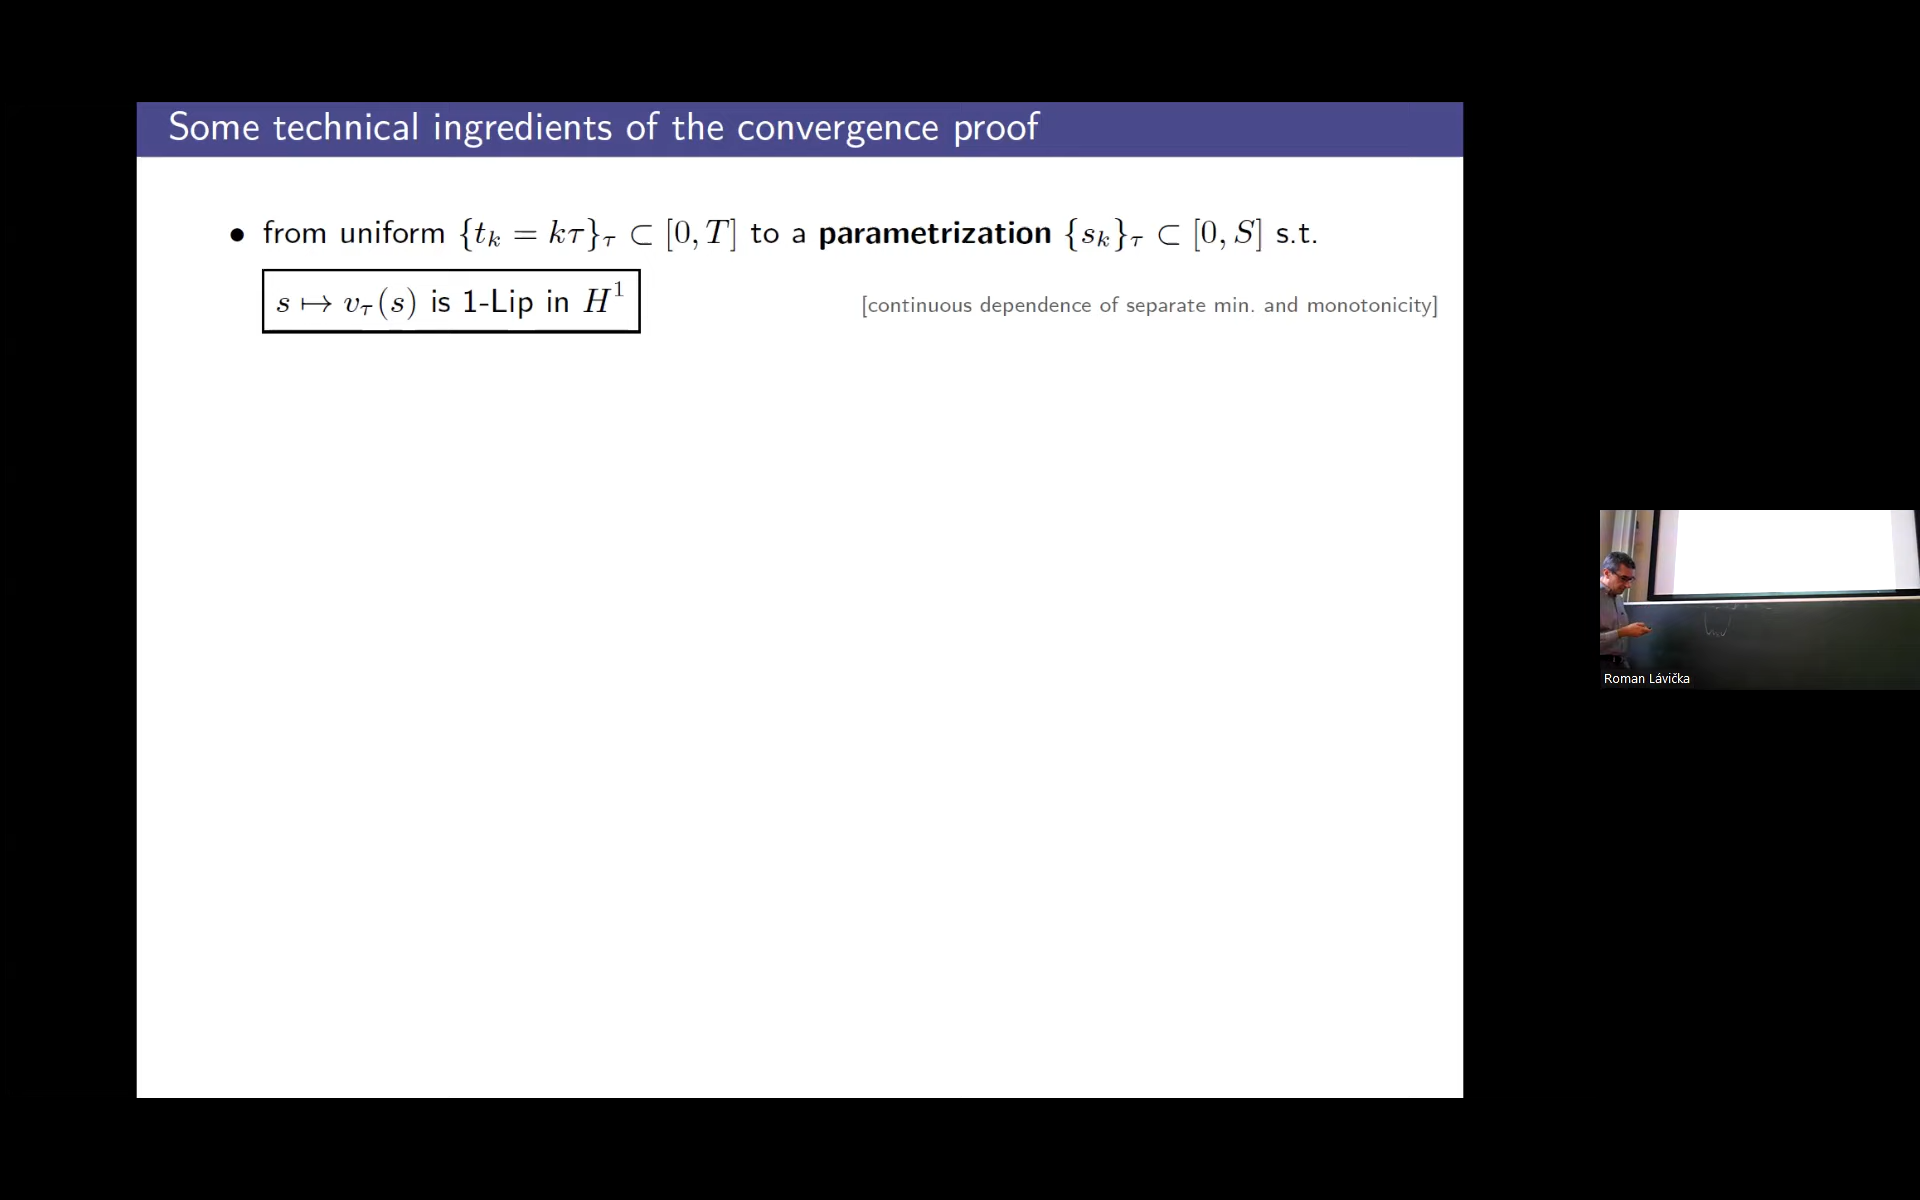 Some technical ingredients of the convergence proof
• from uniform {t_k = kτ}_τ ⊂ [0, T] to a parametrization {s_k}_τ ⊂ [0, S] s.t.
s ↦ v_τ(s) is 1-Lip in H^1 [continuous dependence of separate min. and monotonicity]
Roman Lávička